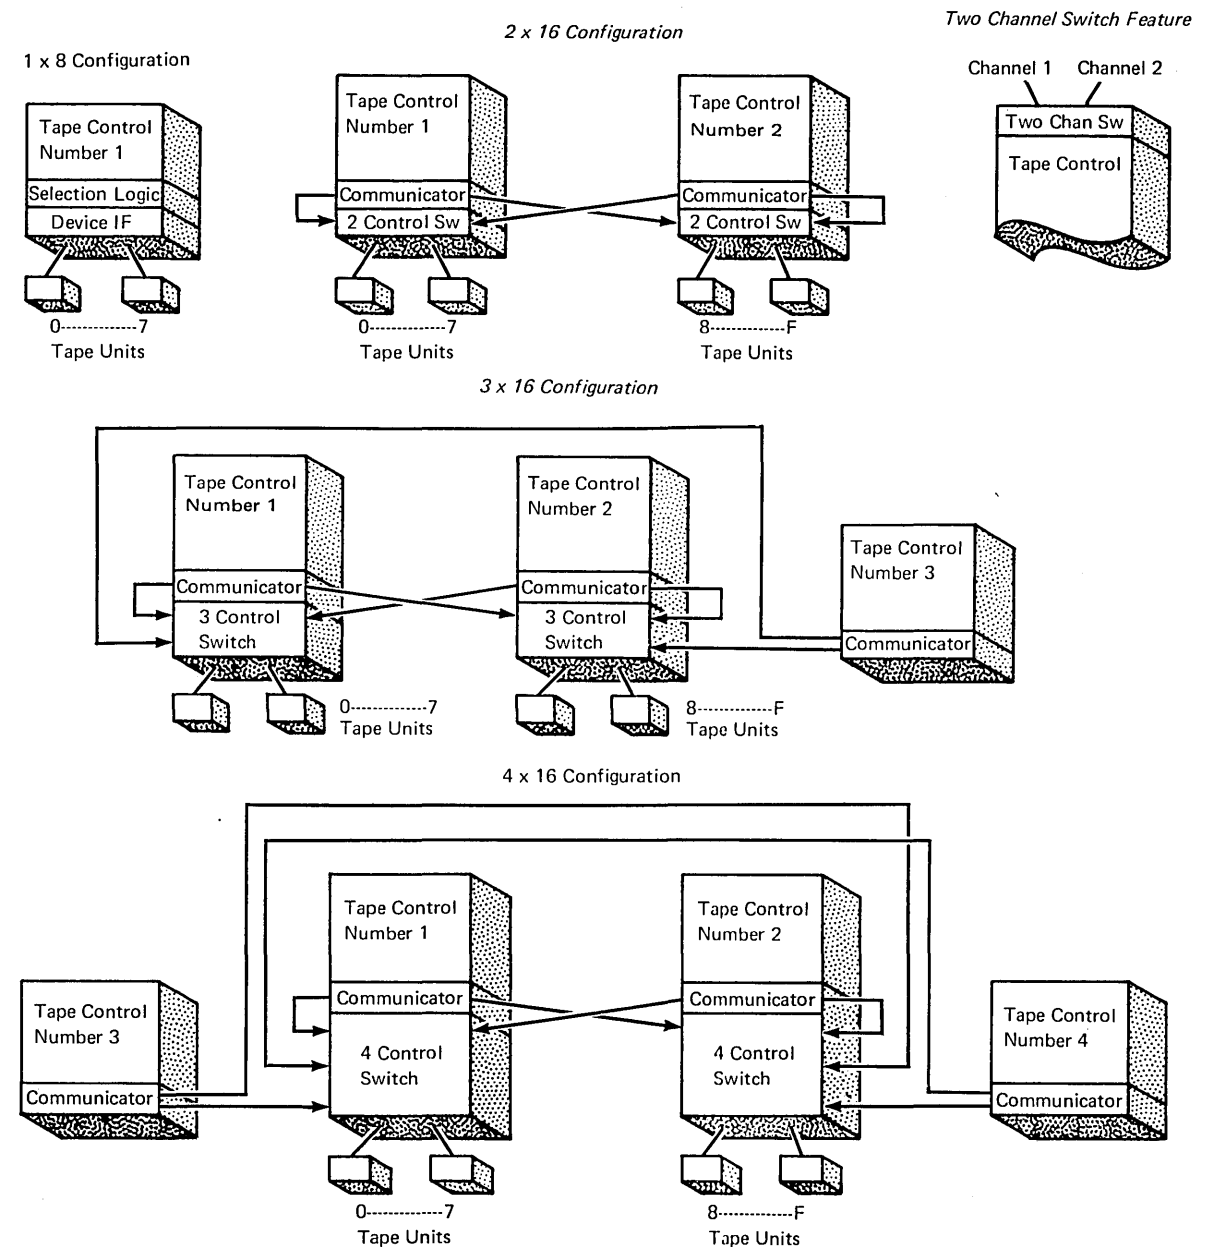 Two Channel Switch Feature
2 x 16 Configuration
1 x 8 Configuration
Channel 1 Channel 2
Tape Control
Number 1
Selection Logic
Device IF
0-------------7
Tape Units
Tape Control
Number 1
Communicator
2 Control Sw
0-------------7
Tape Units
Tape Control
Number 2
Communicator
2 Control Sw
8-------------F
Tape Units
Two Chan Sw
Tape Control
3 x 16 Configuration
Tape Control
Number 1
Communicator
3 Control
Switch
0-------------7
Tape Units
Tape Control
Number 2
Communicator
3 Control
Switch
8-------------F
Tape Units
Tape Control
Number 3
Communicator
4 x 16 Configuration
Tape Control
Number 3
Communicator
Tape Control
Number 1
Communicator
4 Control
Switch
0-------------7
Tape Units
Tape Control
Number 2
Communicator
4 Control
Switch
8-------------F
Tape Units
Tape Control
Number 4
Communicator